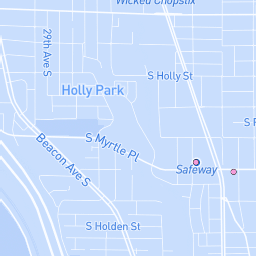 Wicked Chopstix
29th Ave S
S Holly St
Holly Park
S Myrtle Pl
Beacon Ave S
Safeway
S Holden St